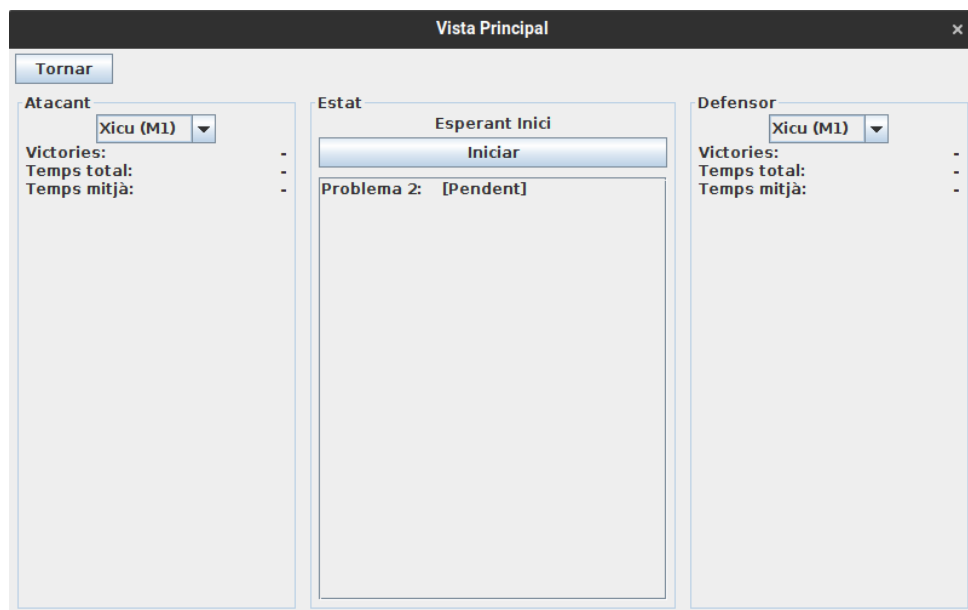 Vista Principal
×
Tornar
Atacant
Xicu (M1)
Victories: -
Temps total: -
Temps mitjà: -
Estat
Esperant Inici
Iniciar
Problema 2: [Pendent]
Defensor
Xicu (M1)
Victories: -
Temps total: -
Temps mitjà: -